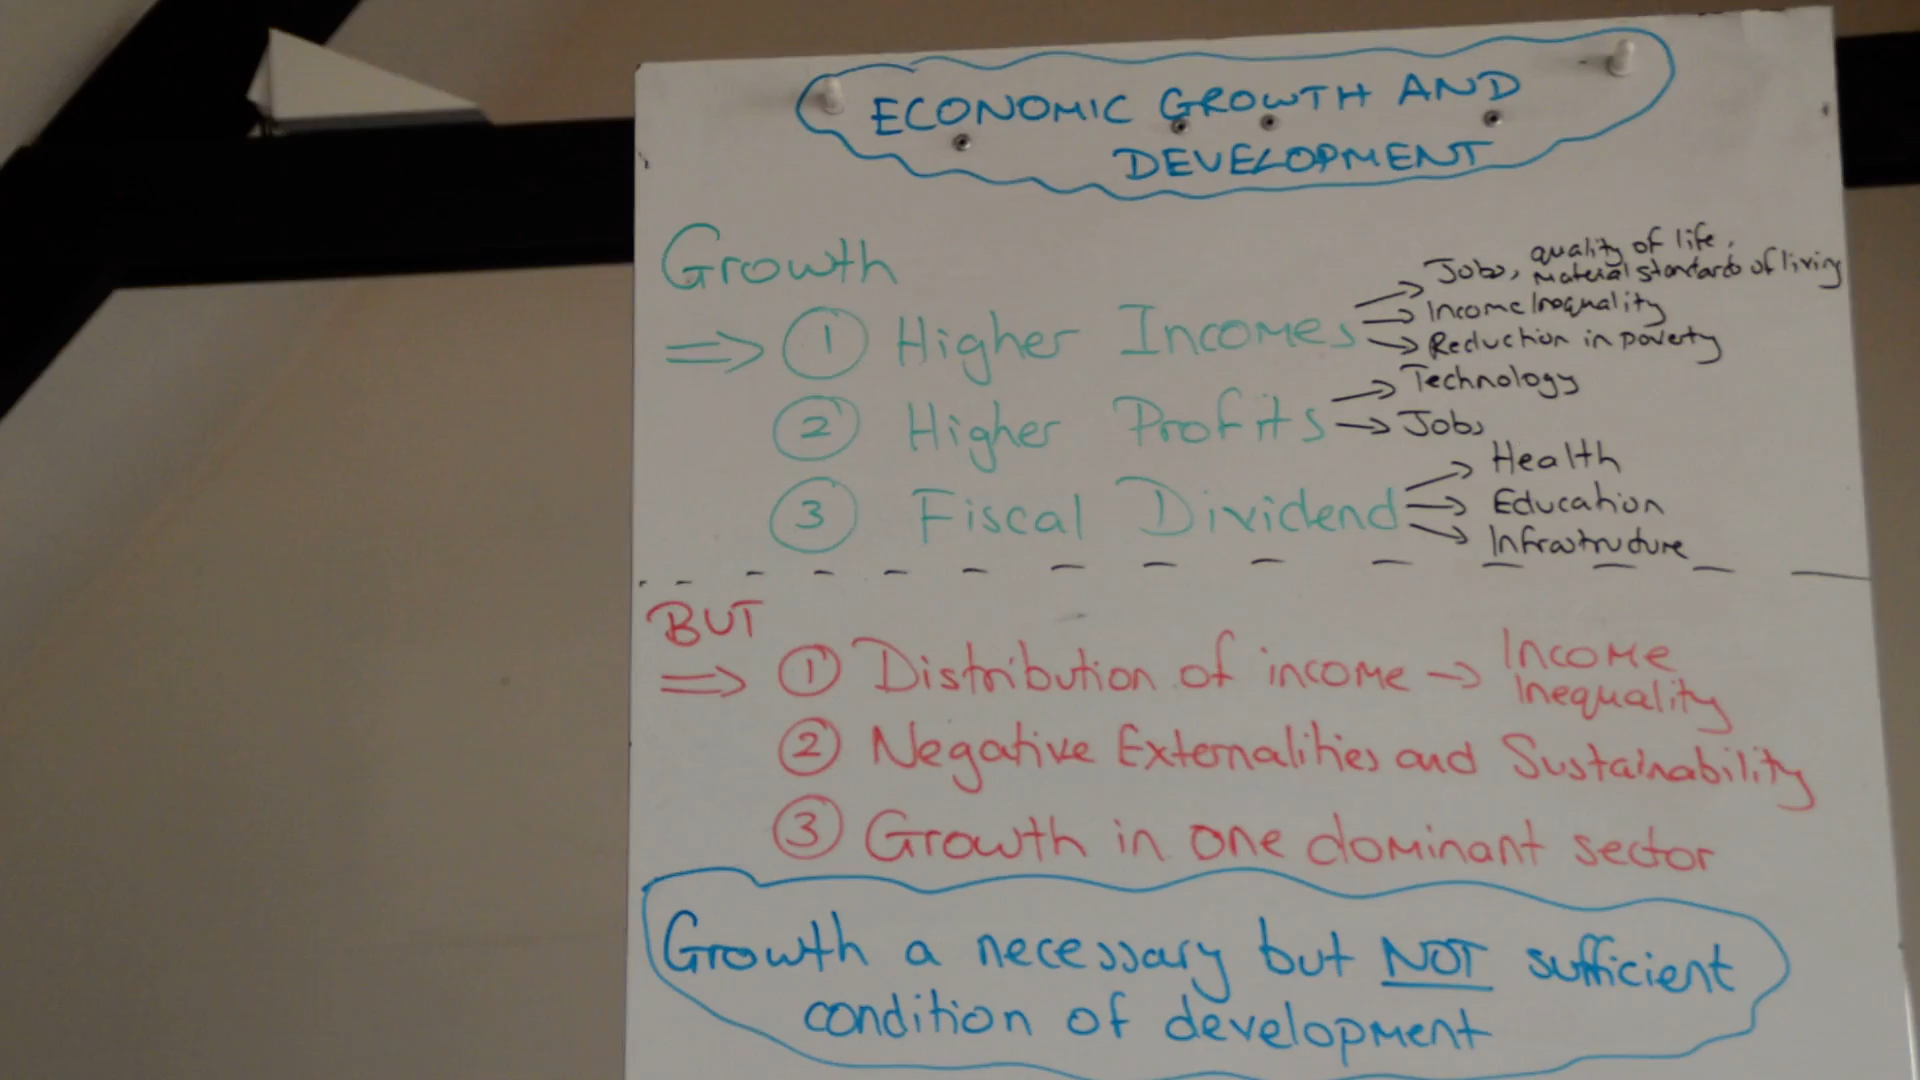 ECONOMIC GROWTH AND
DEVELOPMENT
Growth
⇒ ① Higher Incomes → Jobs, quality of life,
material standards of living
→ Income Inequality
→ Reduction in poverty
② Higher Profits → Technology
→ Jobs
③ Fiscal Dividend → Health
→ Education
→ Infrastructure
BUT
⇒ ① Distribution of income → Income
Inequality
② Negative Externalities and Sustainability
③ Growth in one dominant sector
Growth a necessary but NOT sufficient
condition of development